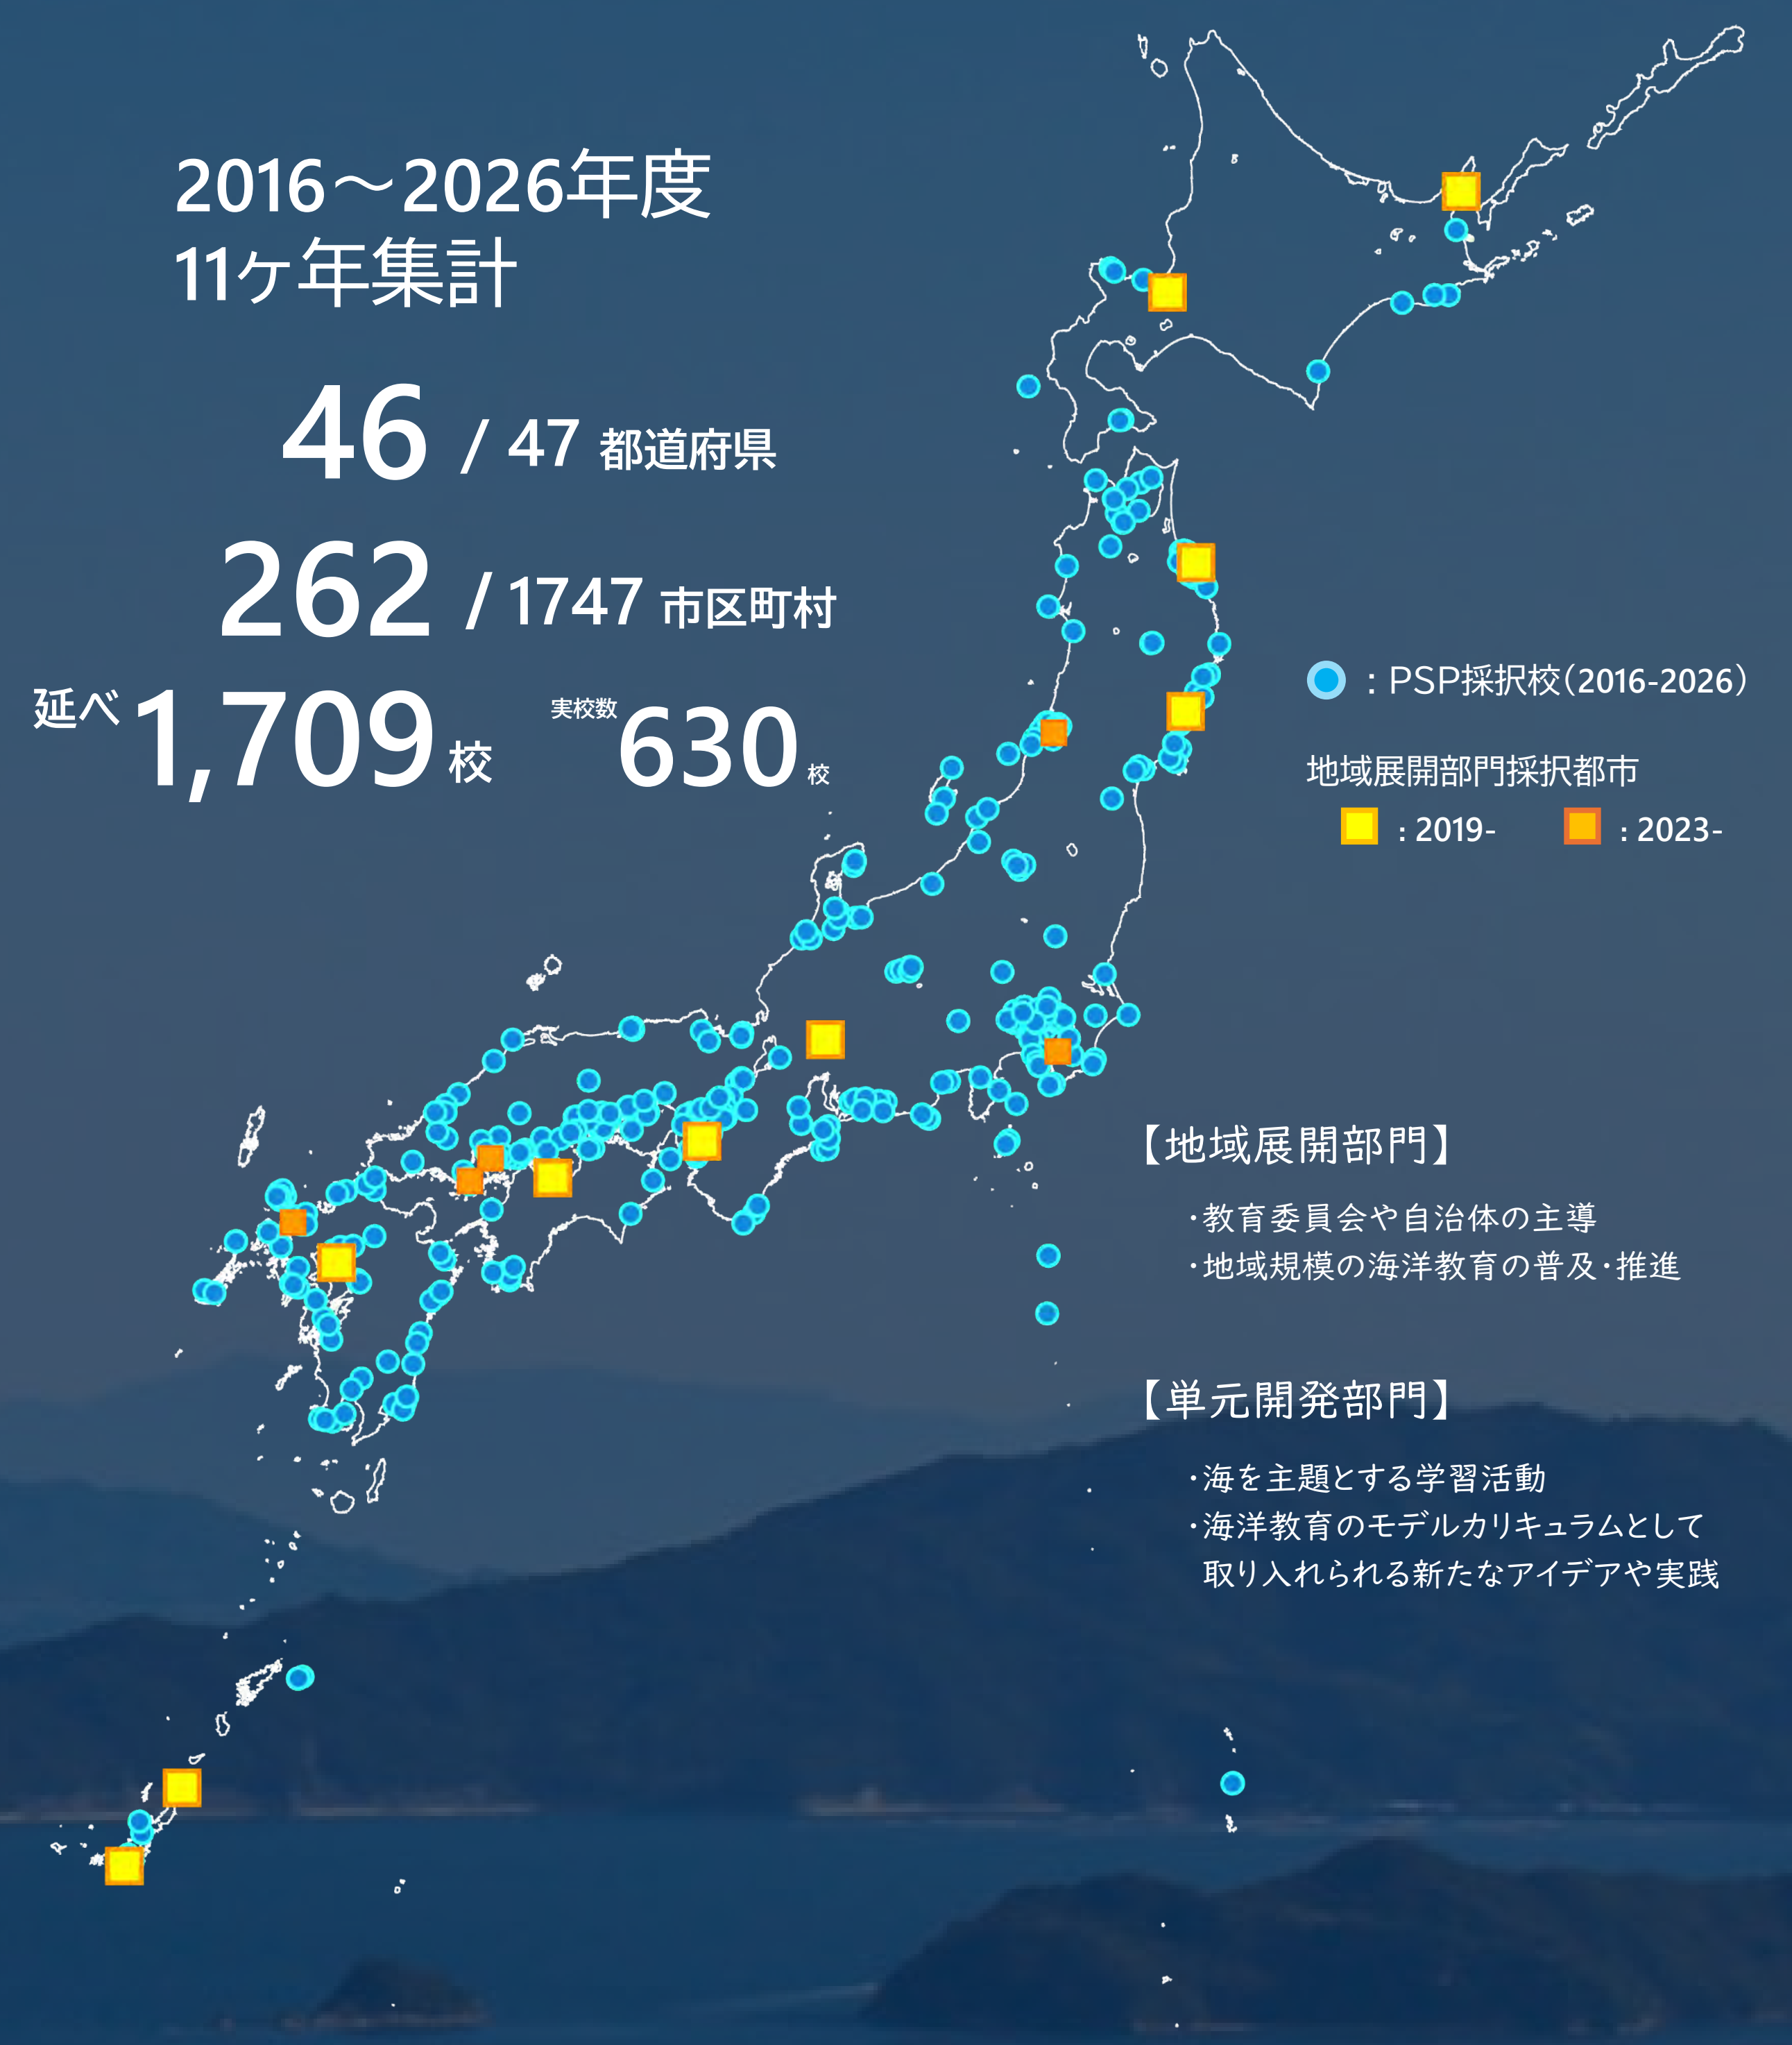 2016～2026年度
11ヶ年集計
46 / 47 都道府県
262 / 1747 市区町村
延べ 1,709 校 実校数 630 校
：PSP採択校（2016-2026）
地域展開部門採択都市
：2019- ：2023-
【地域展開部門】
・教育委員会や自治体の主導
・地域規模の海洋教育の普及・推進
【単元開発部門】
・海を主題とする学習活動
・海洋教育のモデルカリキュラムとして
取り入れられる新たなアイデアや実践